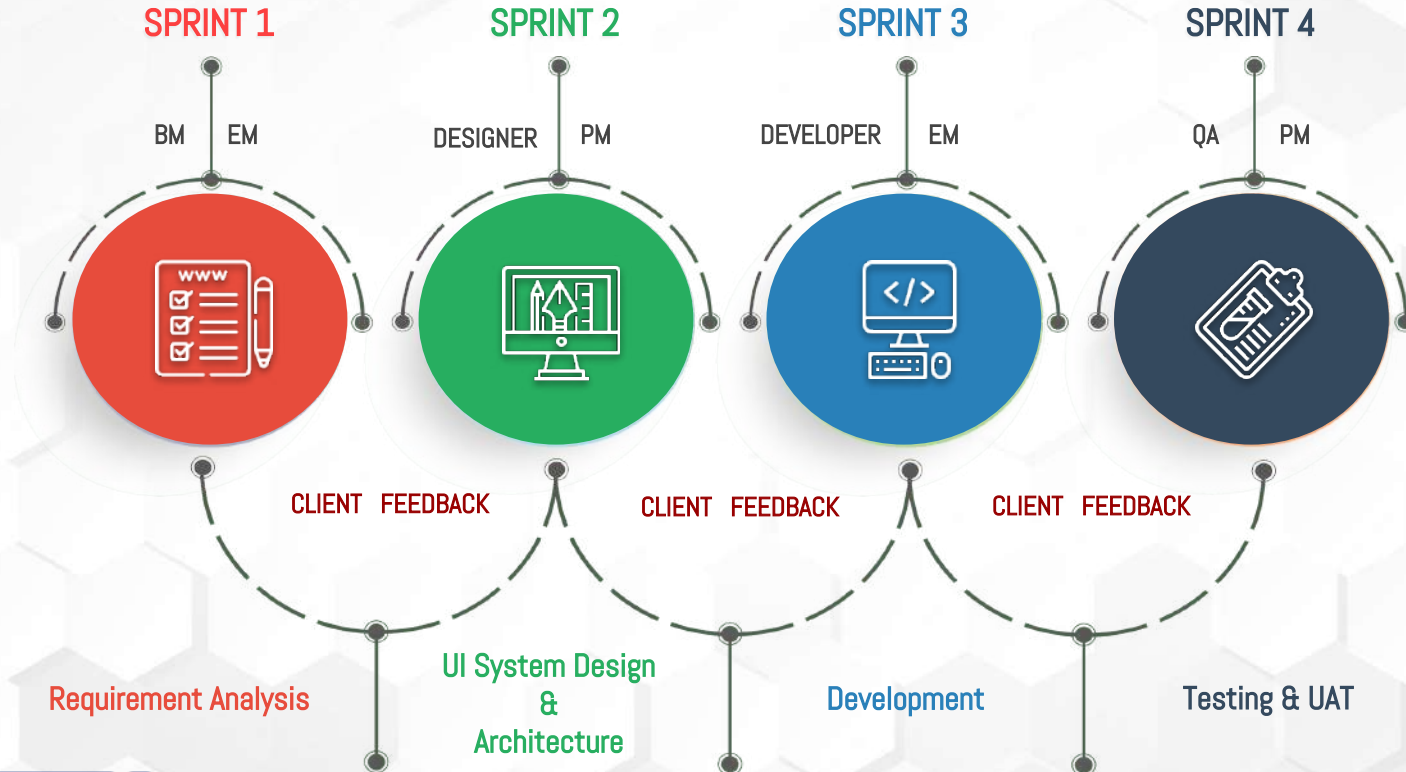 SPRINT 1
SPRINT 2
SPRINT 3
SPRINT 4
BM EM
DESIGNER PM
DEVELOPER EM
QA PM
WWW
</>
CLIENT FEEDBACK
CLIENT FEEDBACK
CLIENT FEEDBACK
Requirement Analysis
UI System Design
&
Architecture
Development
Testing & UAT